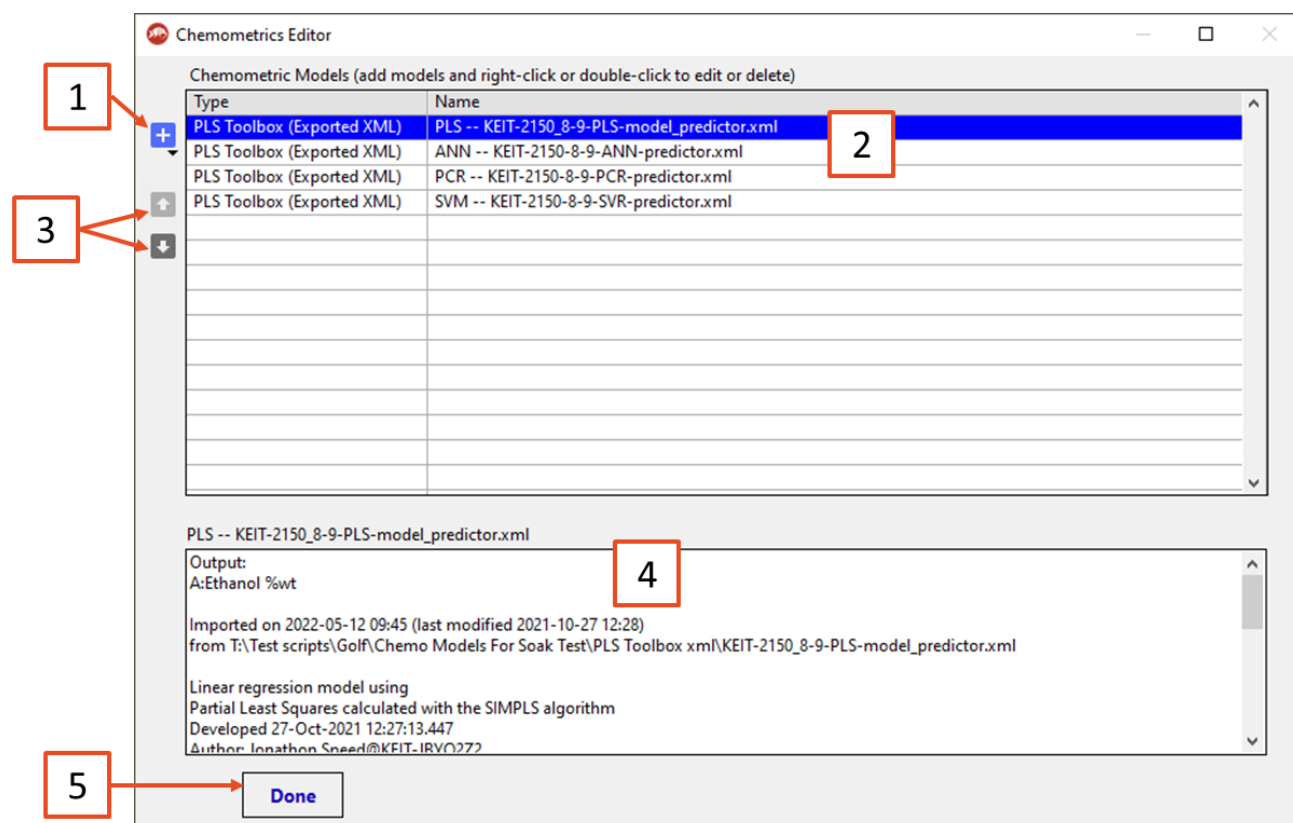 Chemometrics Editor
Chemometric Models (add models and right-click or double-click to edit or delete)
1
Type Name
PLS Toolbox (Exported XML) PLS -- KEIT-2150_8-9-PLS-model_predictor.xml
2
PLS Toolbox (Exported XML) ANN -- KEIT-2150-8-9-ANN-predictor.xml
PLS Toolbox (Exported XML) PCR -- KEIT-2150-8-9-PCR-predictor.xml
PLS Toolbox (Exported XML) SVM -- KEIT-2150-8-9-SVR-predictor.xml
3
PLS -- KEIT-2150_8-9-PLS-model_predictor.xml
Output:
4
A:Ethanol %wt
Imported on 2022-05-12 09:45 (last modified 2021-10-27 12:28)
from T:\Test scripts\Golf\Chemo Models For Soak Test\PLS Toolbox xml\KEIT-2150_8-9-PLS-model_predictor.xml
Linear regression model using
Partial Least Squares calculated with the SIMPLS algorithm
Developed 27-Oct-2021 12:27:13.447
Author: Jonathon Speed@KEIT-JBYQ2Z2
5
Done